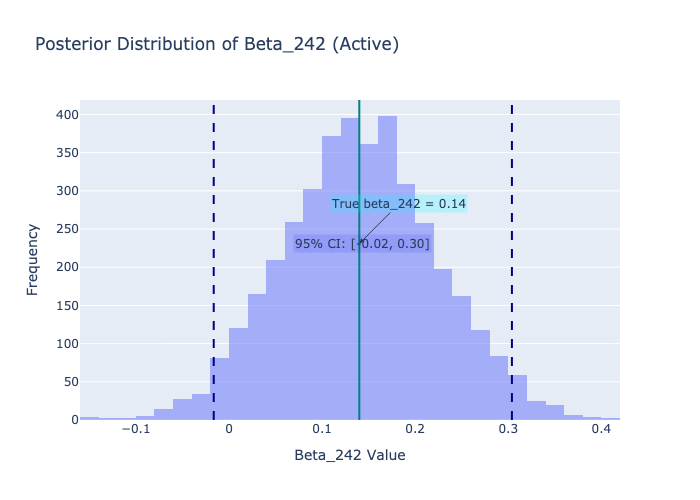 Posterior Distribution of Beta_242 (Active)
400
350
300
250
200
150
100
50
0
Frequency
True beta_242 = 0.14
95% CI: [-0.02, 0.30]
−0.1 0 0.1 0.2 0.3 0.4
Beta_242 Value